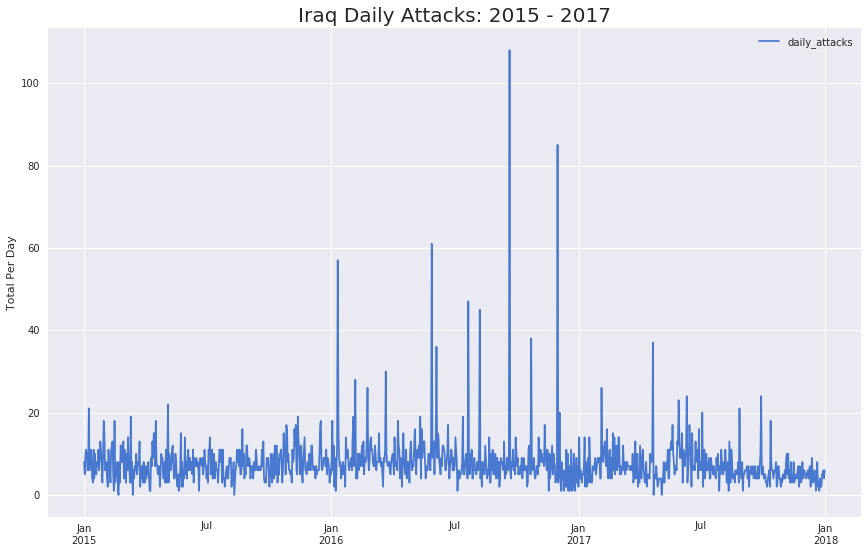 Iraq Daily Attacks: 2015 - 2017
daily_attacks
Total Per Day
100
80
60
40
20
0
Jan
2015
Jul
Jan
2016
Jul
Jan
2017
Jul
Jan
2018